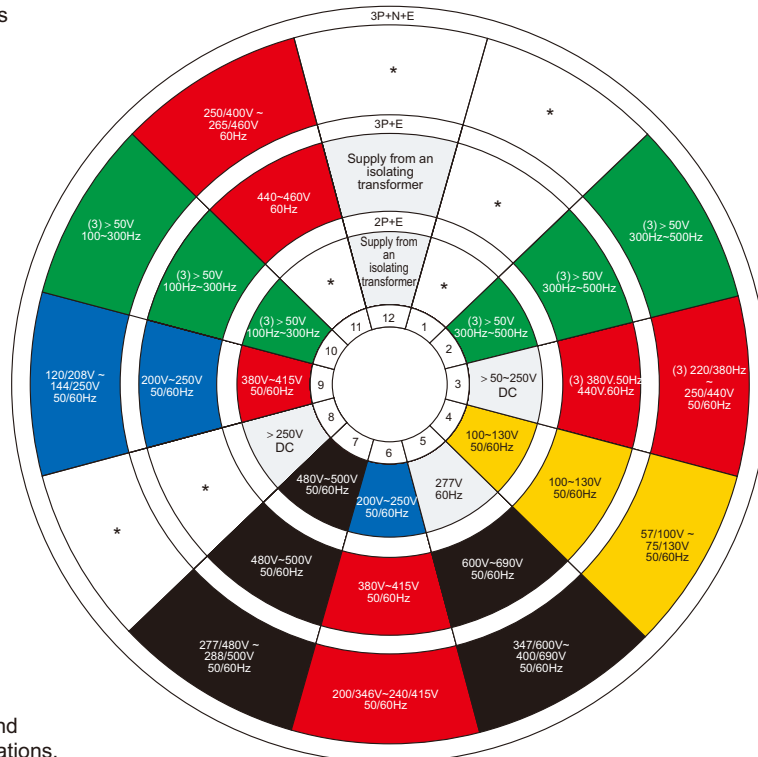 s
3P+N+E
*
*
250/400V ~
265/460V
60Hz
3P+E
Supply from an
isolating
transformer
*
440~460V
60Hz
(3)>50V
100~300Hz
(3)>50V
300Hz~500Hz
2P+E
Supply from
an
isolating
transformer
*
*
(3)>50V
100Hz~300Hz
(3)>50V
300Hz~500Hz
(3)>50V
100Hz~300Hz
(3)>50V
300Hz~500Hz
12
1
2
3
4
5
6
7
8
9
10
11
120/208V ~
144/250V
50/60Hz
200V~250V
50/60Hz
380V~415V
50/60Hz
>50~250V
DC
(3) 380V.50Hz
440V.60Hz
(3) 220/380Hz
~
250/440V
50/60Hz
>250V
DC
100~130V
50/60Hz
*
*
480V~500V
50/60Hz
200V~250V
50/60Hz
277V
60Hz
100~130V
50/60Hz
57/100V ~
75/130V
50/60Hz
480V~500V
50/60Hz
380V~415V
50/60Hz
600V~690V
50/60Hz
277/480V ~
288/500V
50/60Hz
200/346V~240/415V
50/60Hz
347/600V~
400/690V
50/60Hz
nd
ations.